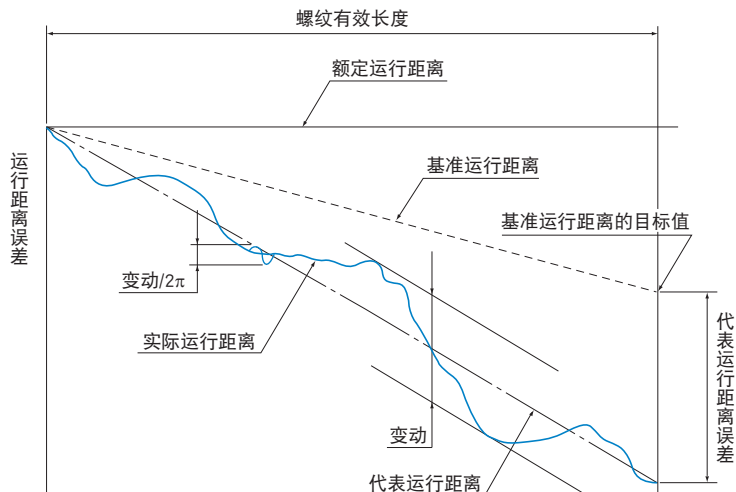 螺纹有效长度
额定运行距离
运行距离误差
基准运行距离
基准运行距离的目标值
变动/2π
实际运行距离
代表运行距离误差
变动
代表运行距离